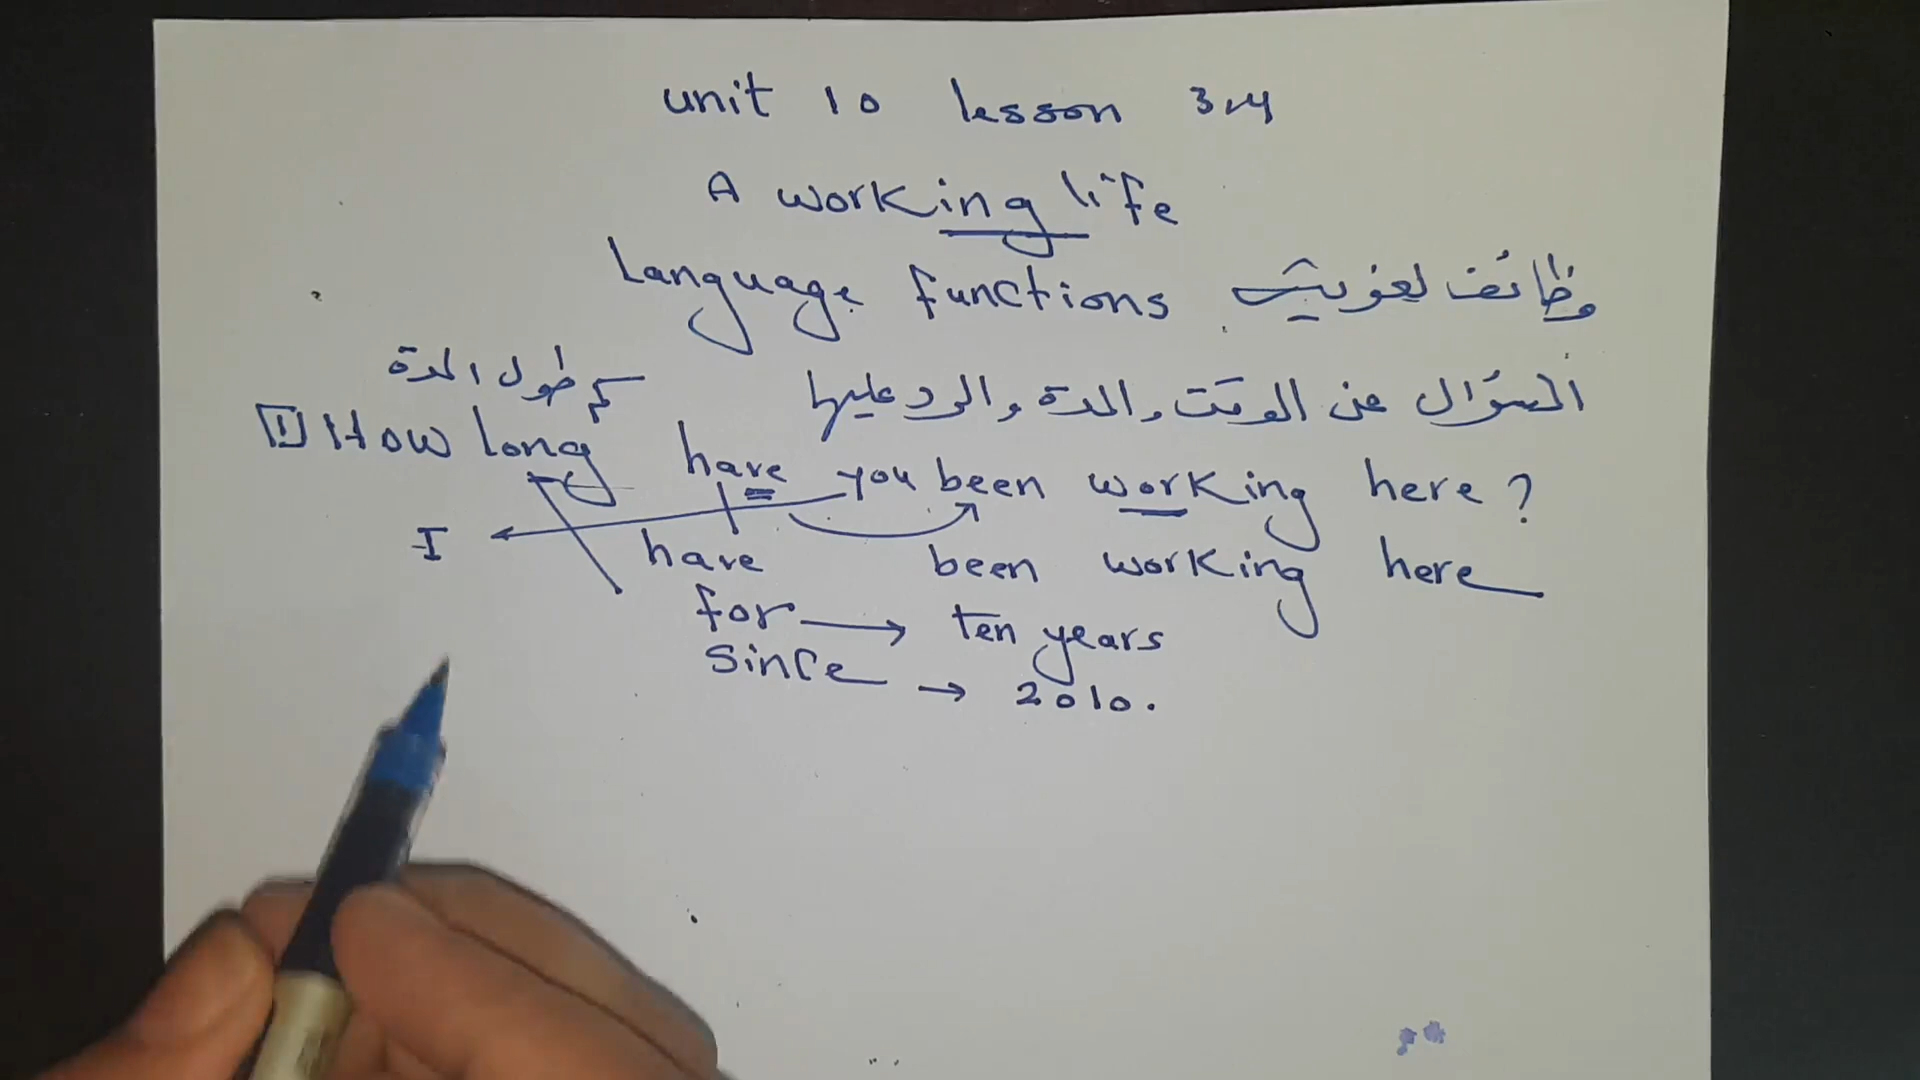 unit 10 lesson 3,4
A working life
Language functions وظائف لغوية
السؤال عن الوقت والمدة والرد عليها
كم طول المدة
1 How long have you been working here?
I have been working here
for → ten years
Since → 2010.